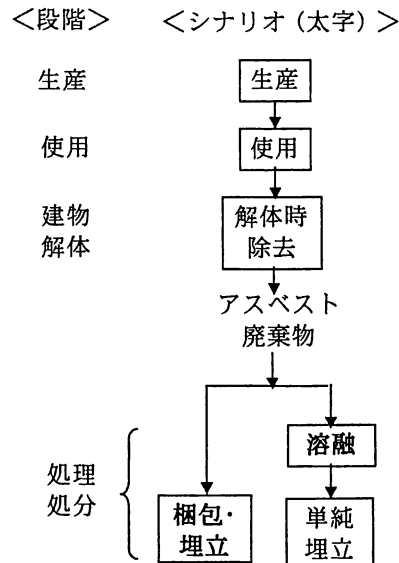 ＜段階＞ ＜シナリオ（太字）＞
生産 生産
使用 使用
建物 解体時
解体 除去
アスベスト
廃棄物
溶融
処理
処分
梱包・ 単純
埋立 埋立